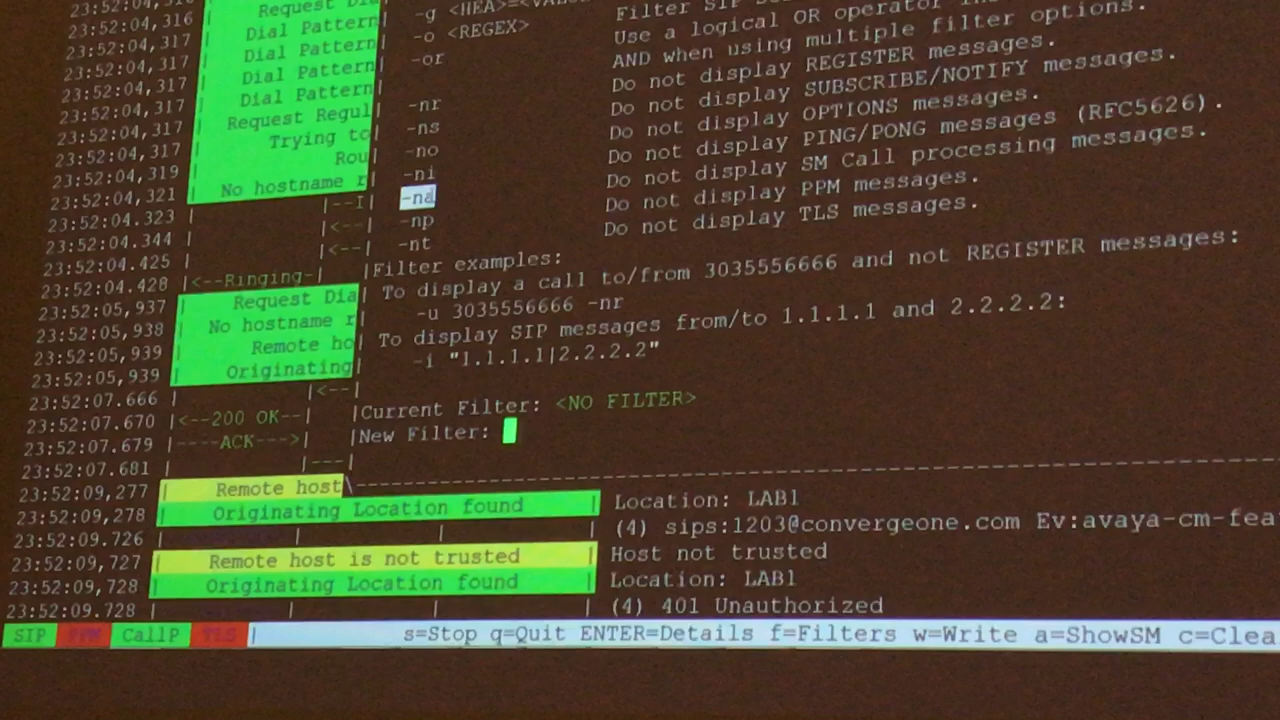 23:52:04,316 Request Dia -g <HEA>=<VALU Filter SIP
23:52:04,317 Dial Pattern -o <REGEX> Use a logical OR operator
23:52:04,317 Dial Pattern -or AND when using multiple filter options.
23:52:04,317 Dial Pattern Do not display REGISTER messages.
23:52:04,317 Dial Pattern -nr Do not display SUBSCRIBE/NOTIFY messages.
23:52:04,317 Request Regul -ns Do not display OPTIONS messages.
23:52:04,317 Trying to -no Do not display PING/PONG messages (RFC5626).
23:52:04,319 Rou -ni Do not display SM Call processing messages.
23:52:04,321 No hostname r -na Do not display PPM messages.
23:52:04.323 | |--I| -np Do not display TLS messages.
23:52:04.344 | |<--| -nt
23:52:04.425 | |<--| |Filter examples:
23:52:04.428 |<--Ringing-| To display a call to/from 3035556666 and not REGISTER messages:
23:52:05,937 | Request Dia| -u 3035556666 -nr
23:52:05,938 | No hostname r| To display SIP messages from/to 1.1.1.1 and 2.2.2.2:
23:52:05,939 | Remote ho| -i "1.1.1.1|2.2.2.2"
23:52:05,939 | Originating|
23:52:07.666 | |<--| |Current Filter: <NO FILTER>
23:52:07.670 |<--200 OK--| |New Filter:
23:52:07.679 |----ACK--->|
23:52:07.681 | |---|
23:52:09,277 | Remote host\
23:52:09,278 | Originating Location found | Location: LAB1
23:52:09.726 | | | | (4) sips:1203@convergeone.com Ev:avaya-cm-fea
23:52:09,727 | Remote host is not trusted | Host not trusted
23:52:09,728 | Originating Location found | Location: LAB1
23:52:09.728 | | | | (4) 401 Unauthorized
SIP PPM CallP TLS | s=Stop q=Quit ENTER=Details f=Filters w=Write a=ShowSM c=Clea